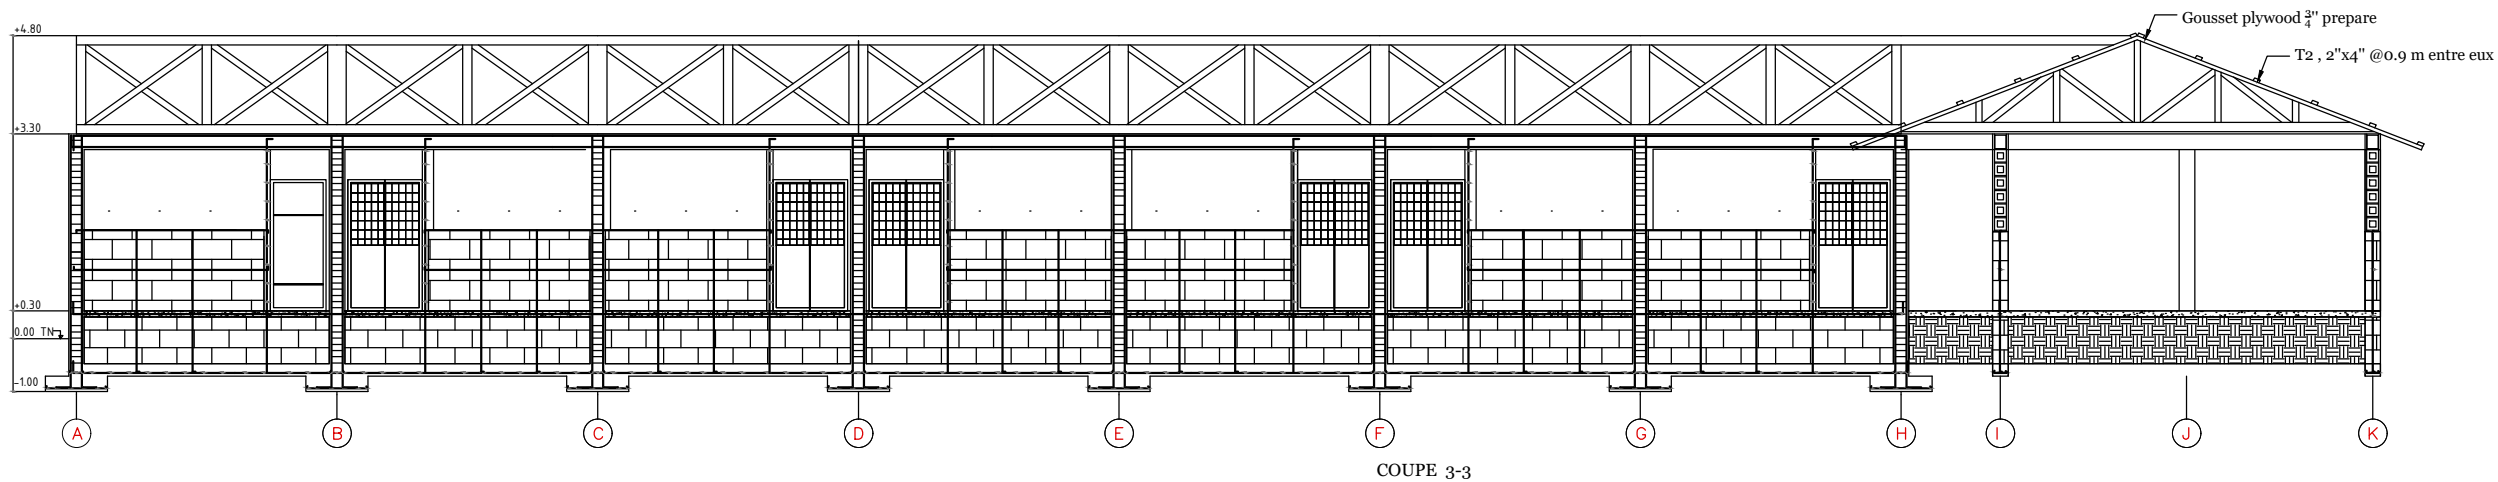 Gousset plywood ¾" prepare
+4.80
T2 , 2"x4" @0.9 m entre eux
+3.30
+0.30
0.00 TN
-1.00
A B C D E F G H I J K
COUPE 3-3